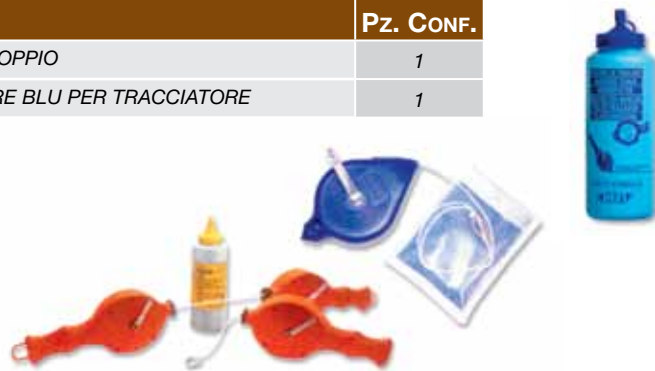 Pz. Conf.
OPPIO 1
RE BLU PER TRACCIATORE 1